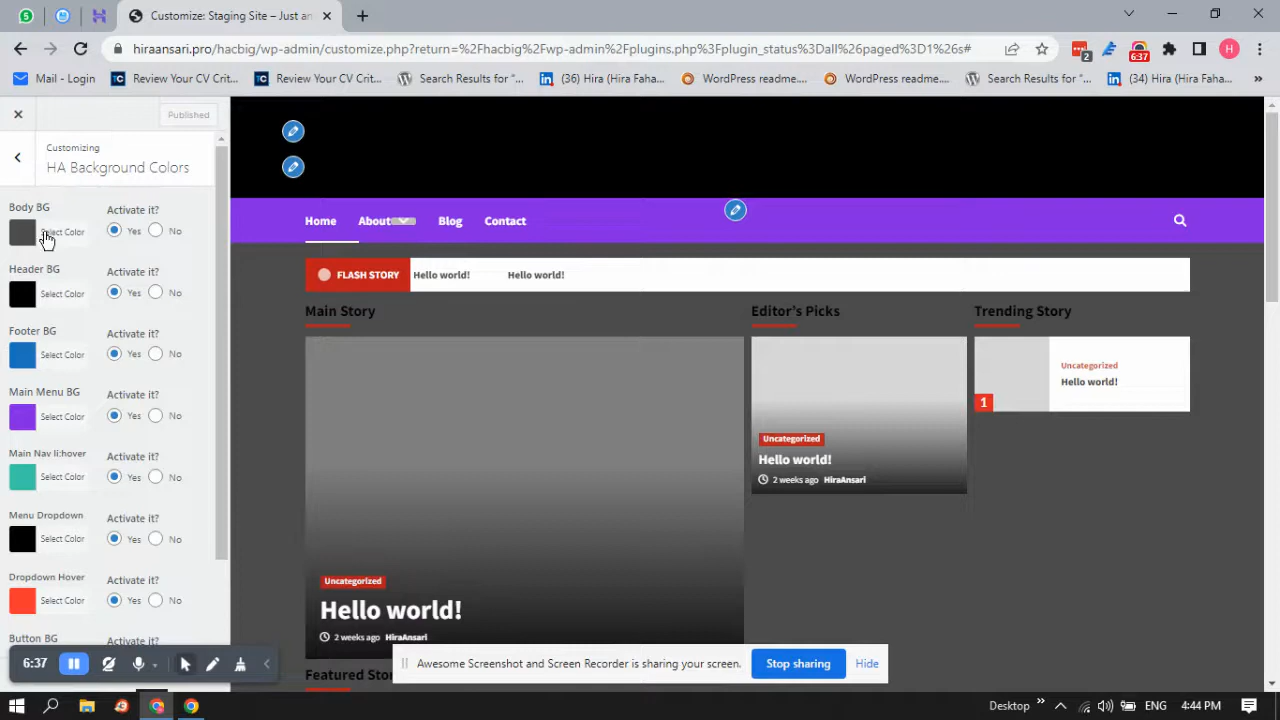 5
Customize Staging Site – Just an
hiraansari.pro/hacbig/wp-admin/customize.php?return=%2Fhacbig%2Fwp-admin%2Fplugins.php%3Fplugin_status%3Dall%26paged%3D1%26s#
2
6:37
H
Mail - Login
Review Your CV Crit...
Review Your CV Crit...
Search Results for "...
(36) Hira (Hira Faha...
WordPress readme....
WordPress readme....
Search Results for "...
(34) Hira (Hira Faha...
Published
Customizing
HA Background Colors
Body BG
Activate it?
Select Color
Yes
No
Header BG
Activate it?
Select Color
Yes
No
Footer BG
Activate it?
Select Color
Yes
No
Main Menu BG
Activate it?
Select Color
Yes
No
Main Nav li:hover
Activate it?
Select Color
Yes
No
Menu Dropdown
Activate it?
Select Color
Yes
No
Dropdown Hover
Activate it?
Select Color
Yes
No
Button BG
Activate it?
Home
About
Blog
Contact
FLASH STORY
Hello world!
Hello world!
Main Story
Editor's Picks
Trending Story
Uncategorized
Hello world!
1
Uncategorized
Hello world!
2 weeks ago HiraAnsari
Uncategorized
Hello world!
2 weeks ago HiraAnsari
6:37
Awesome Screenshot and Screen Recorder is sharing your screen.
Stop sharing
Hide
Desktop
ENG
4:44 PM